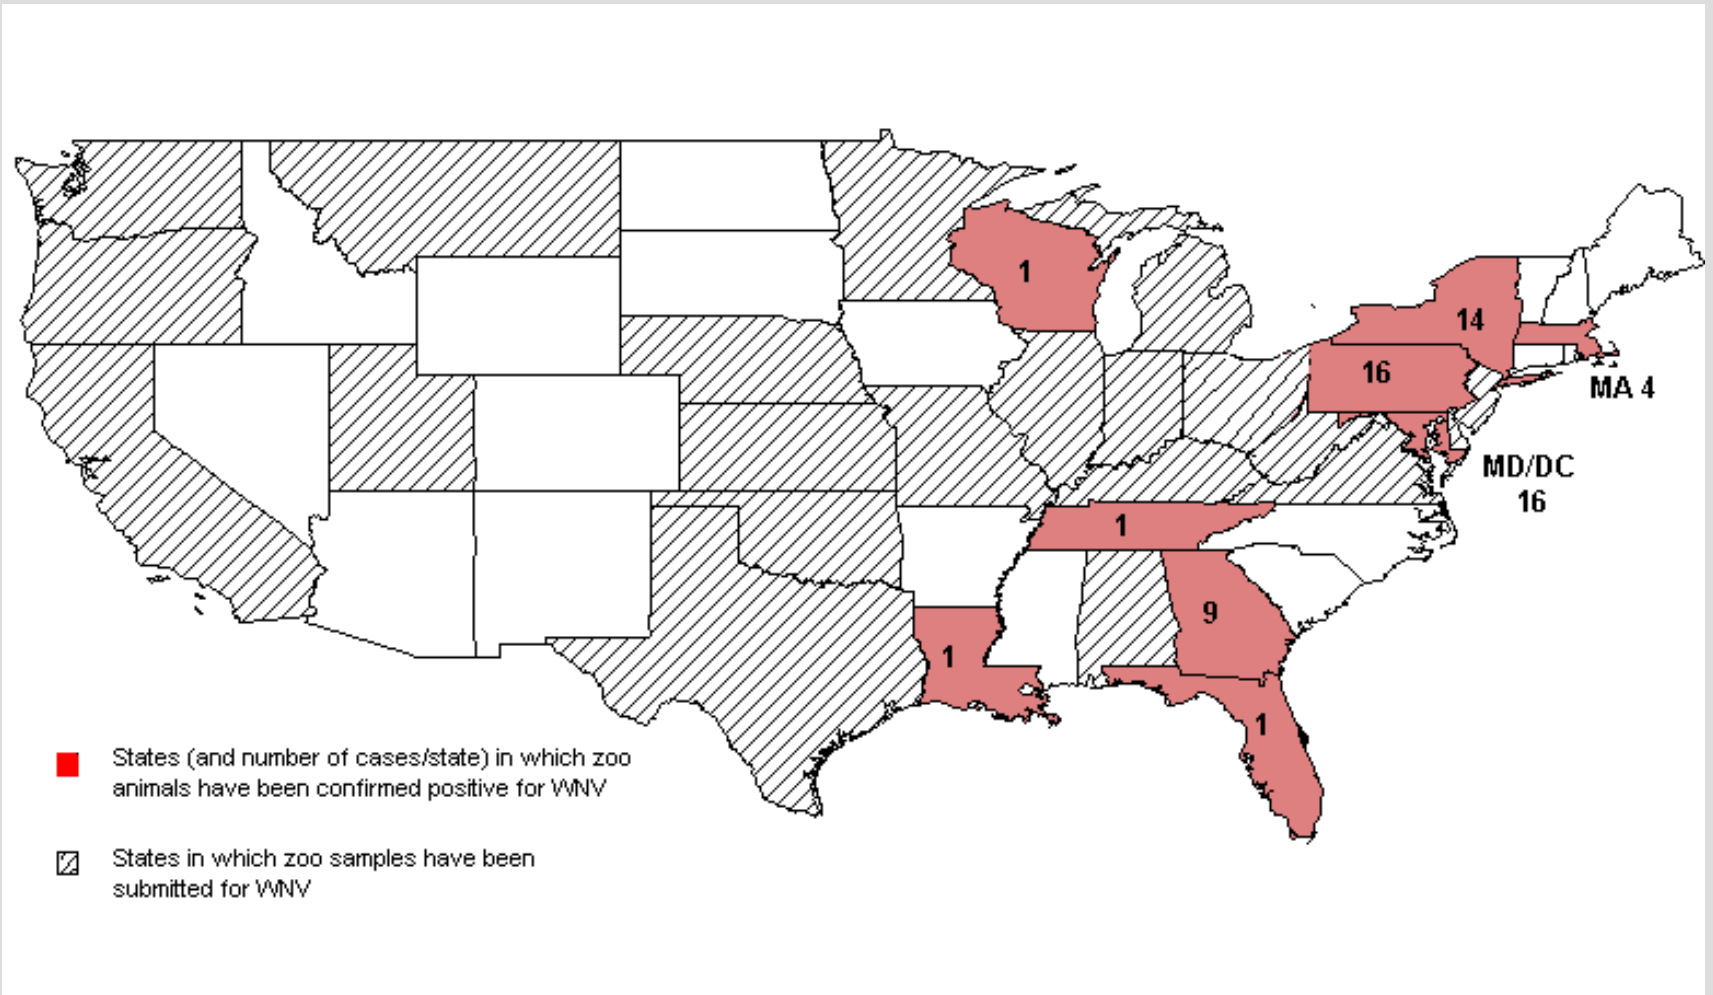 1
14
16
MA 4
MD/DC
16
1
9
1
1
States (and number of cases/state) in which zoo
animals have been confirmed positive for WNV
States in which zoo samples have been
submitted for WNV